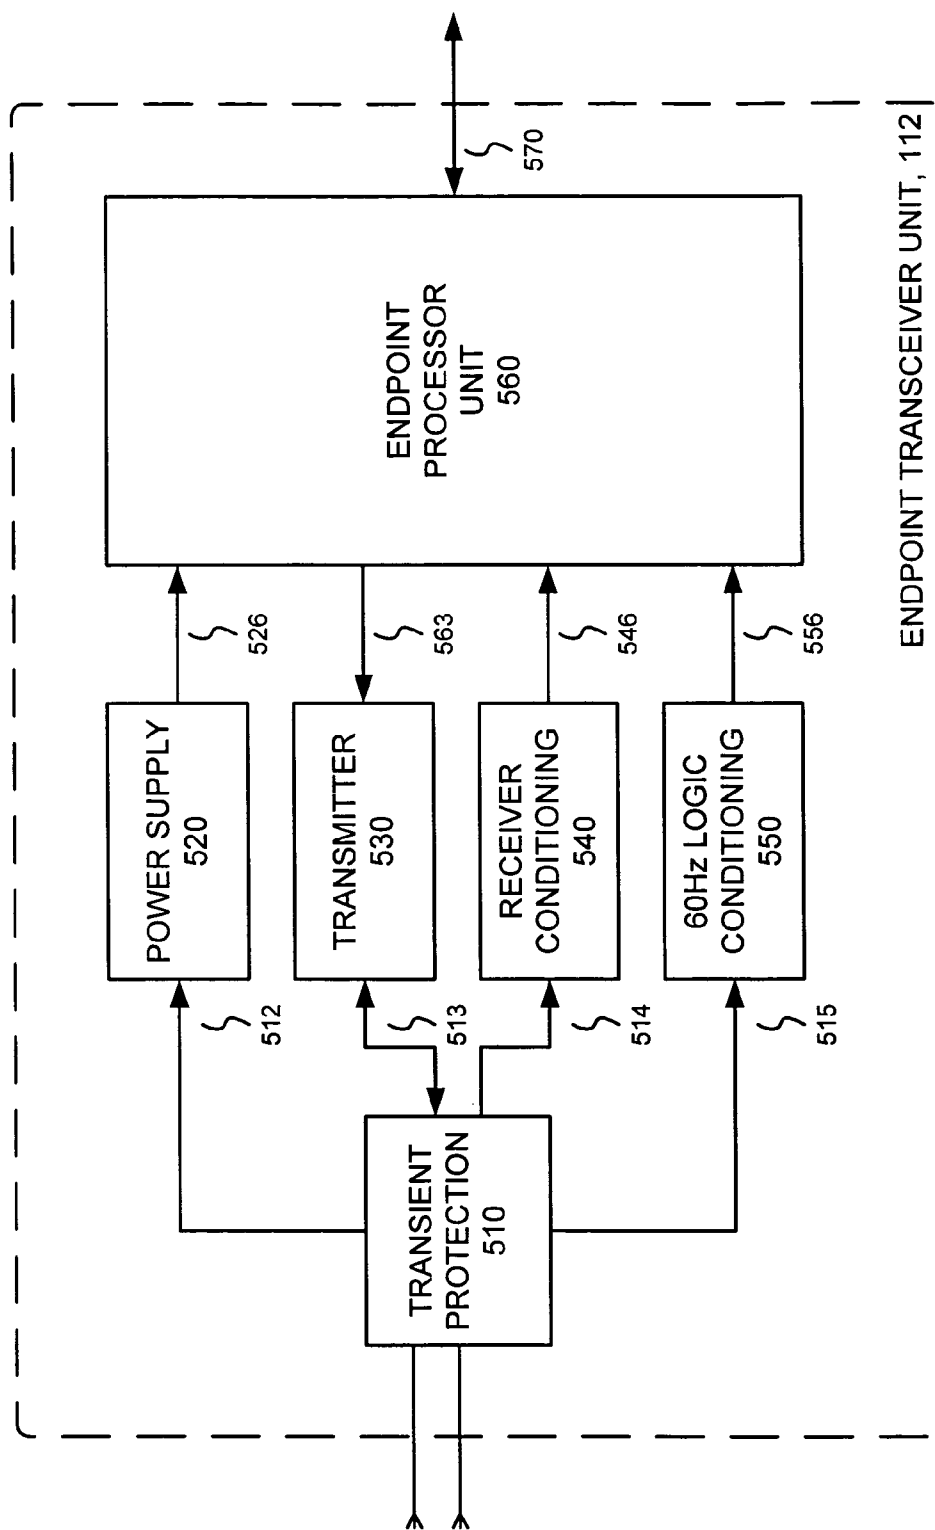 TRANSIENT
PROTECTION
510
512
513
514
515
POWER SUPPLY
520
TRANSMITTER
530
RECEIVER
CONDITIONING
540
60Hz LOGIC
CONDITIONING
550
526
563
546
556
ENDPOINT
PROCESSOR
UNIT
560
570
ENDPOINT TRANSCEIVER UNIT, 112